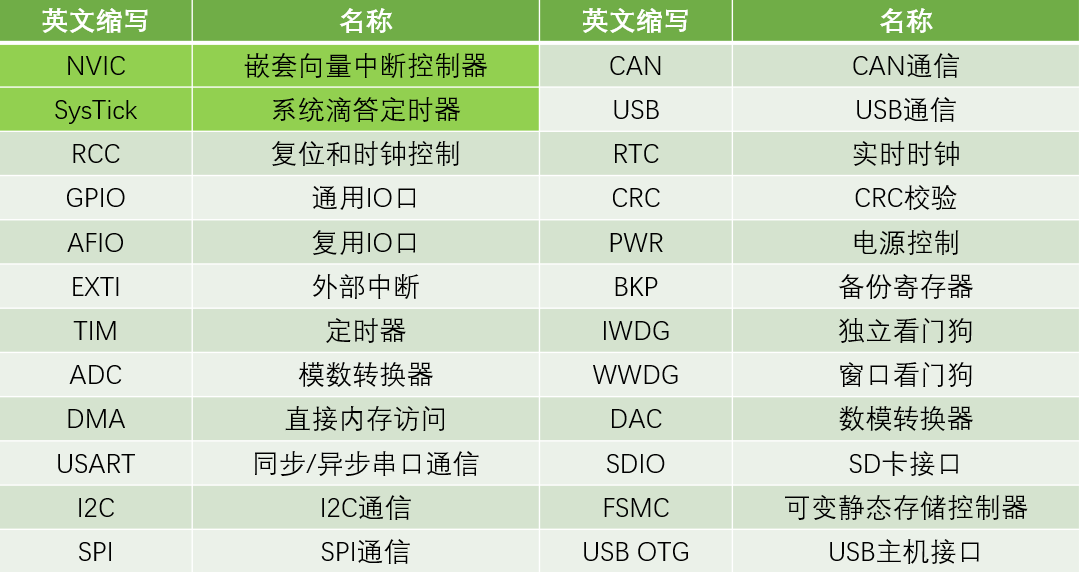 英文缩写 名称 英文缩写 名称
NVIC 嵌套向量中断控制器 CAN CAN通信
SysTick 系统滴答定时器 USB USB通信
RCC 复位和时钟控制 RTC 实时时钟
GPIO 通用IO口 CRC CRC校验
AFIO 复用IO口 PWR 电源控制
EXTI 外部中断 BKP 备份寄存器
TIM 定时器 IWDG 独立看门狗
ADC 模数转换器 WWDG 窗口看门狗
DMA 直接内存访问 DAC 数模转换器
USART 同步/异步串口通信 SDIO SD卡接口
I2C I2C通信 FSMC 可变静态存储控制器
SPI SPI通信 USB OTG USB主机接口